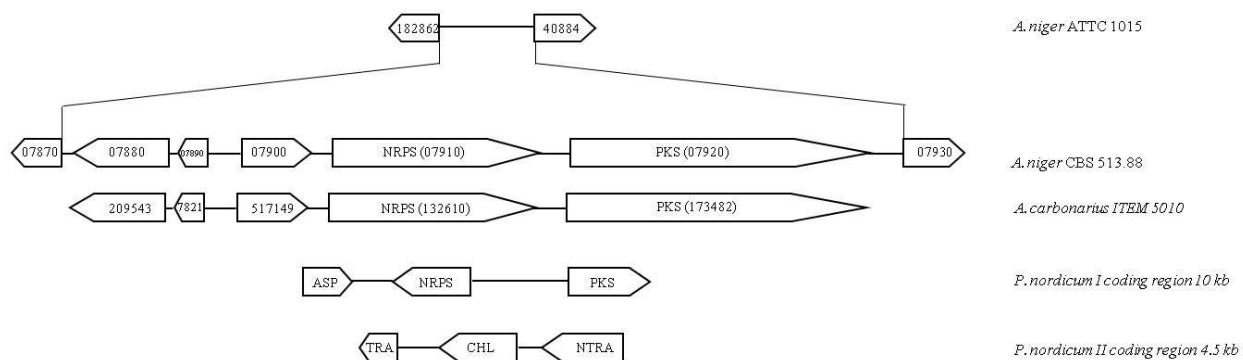 182862 40884 A.niger ATTC 1015
07870 07880 07890 07900 NRPS (07910) PKS (07920) 07930 A.niger CBS 513.88
209543 7821 517149 NRPS (132610) PKS (173482) A.carbonarius ITEM 5010
ASP NRPS PKS P.nordicum I coding region 10 kb
TRA CHL NTRA P.nordicum II coding region 4.5 kb